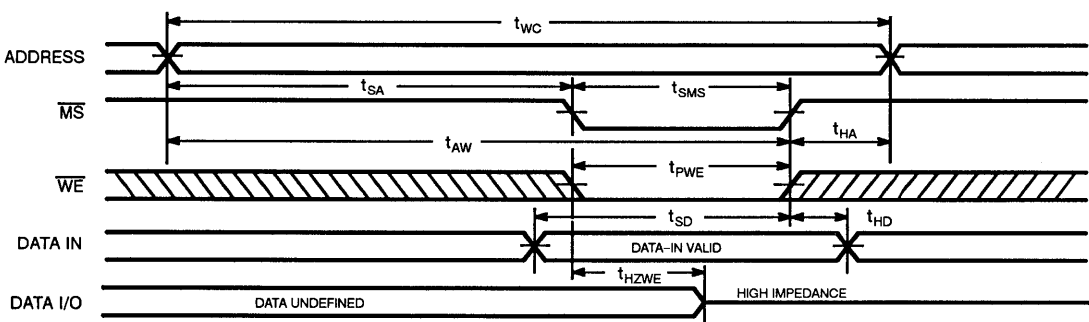 tWC
ADDRESS
tSA
tSMS
MS
tAW
tHA
tPWE
WE
tSD
tHD
DATA IN
DATA-IN VALID
tHZWE
DATA I/O
DATA UNDEFINED
HIGH IMPEDANCE